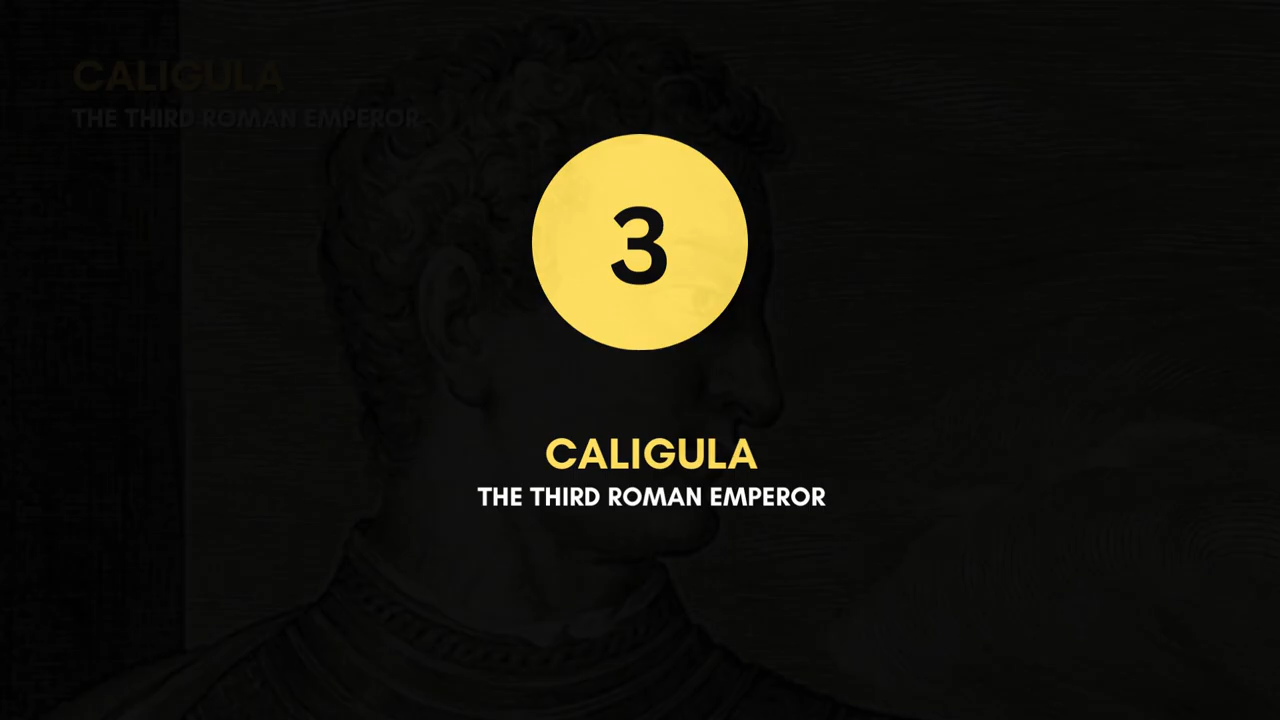 CALIGULA
THE THIRD ROMAN EMPEROR
3
CALIGULA
THE THIRD ROMAN EMPEROR